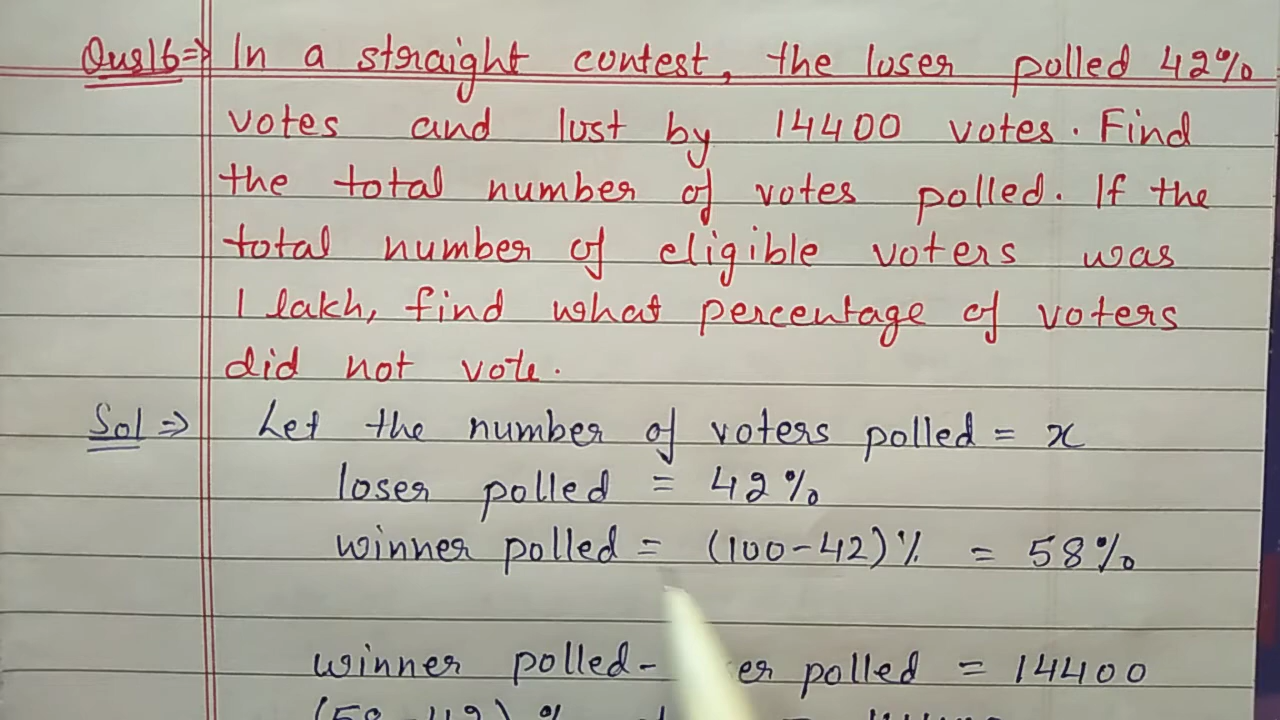 Ques16=> In a straight contest, the loser polled 42%
votes and lost by 14400 votes. Find
the total number of votes polled. If the
total number of eligible voters was
1 lakh, find what percentage of voters
did not vote.
Sol => Let the number of voters polled = x
loser polled = 42%
winner polled = (100-42)% = 58%
winner polled- polled = 14400